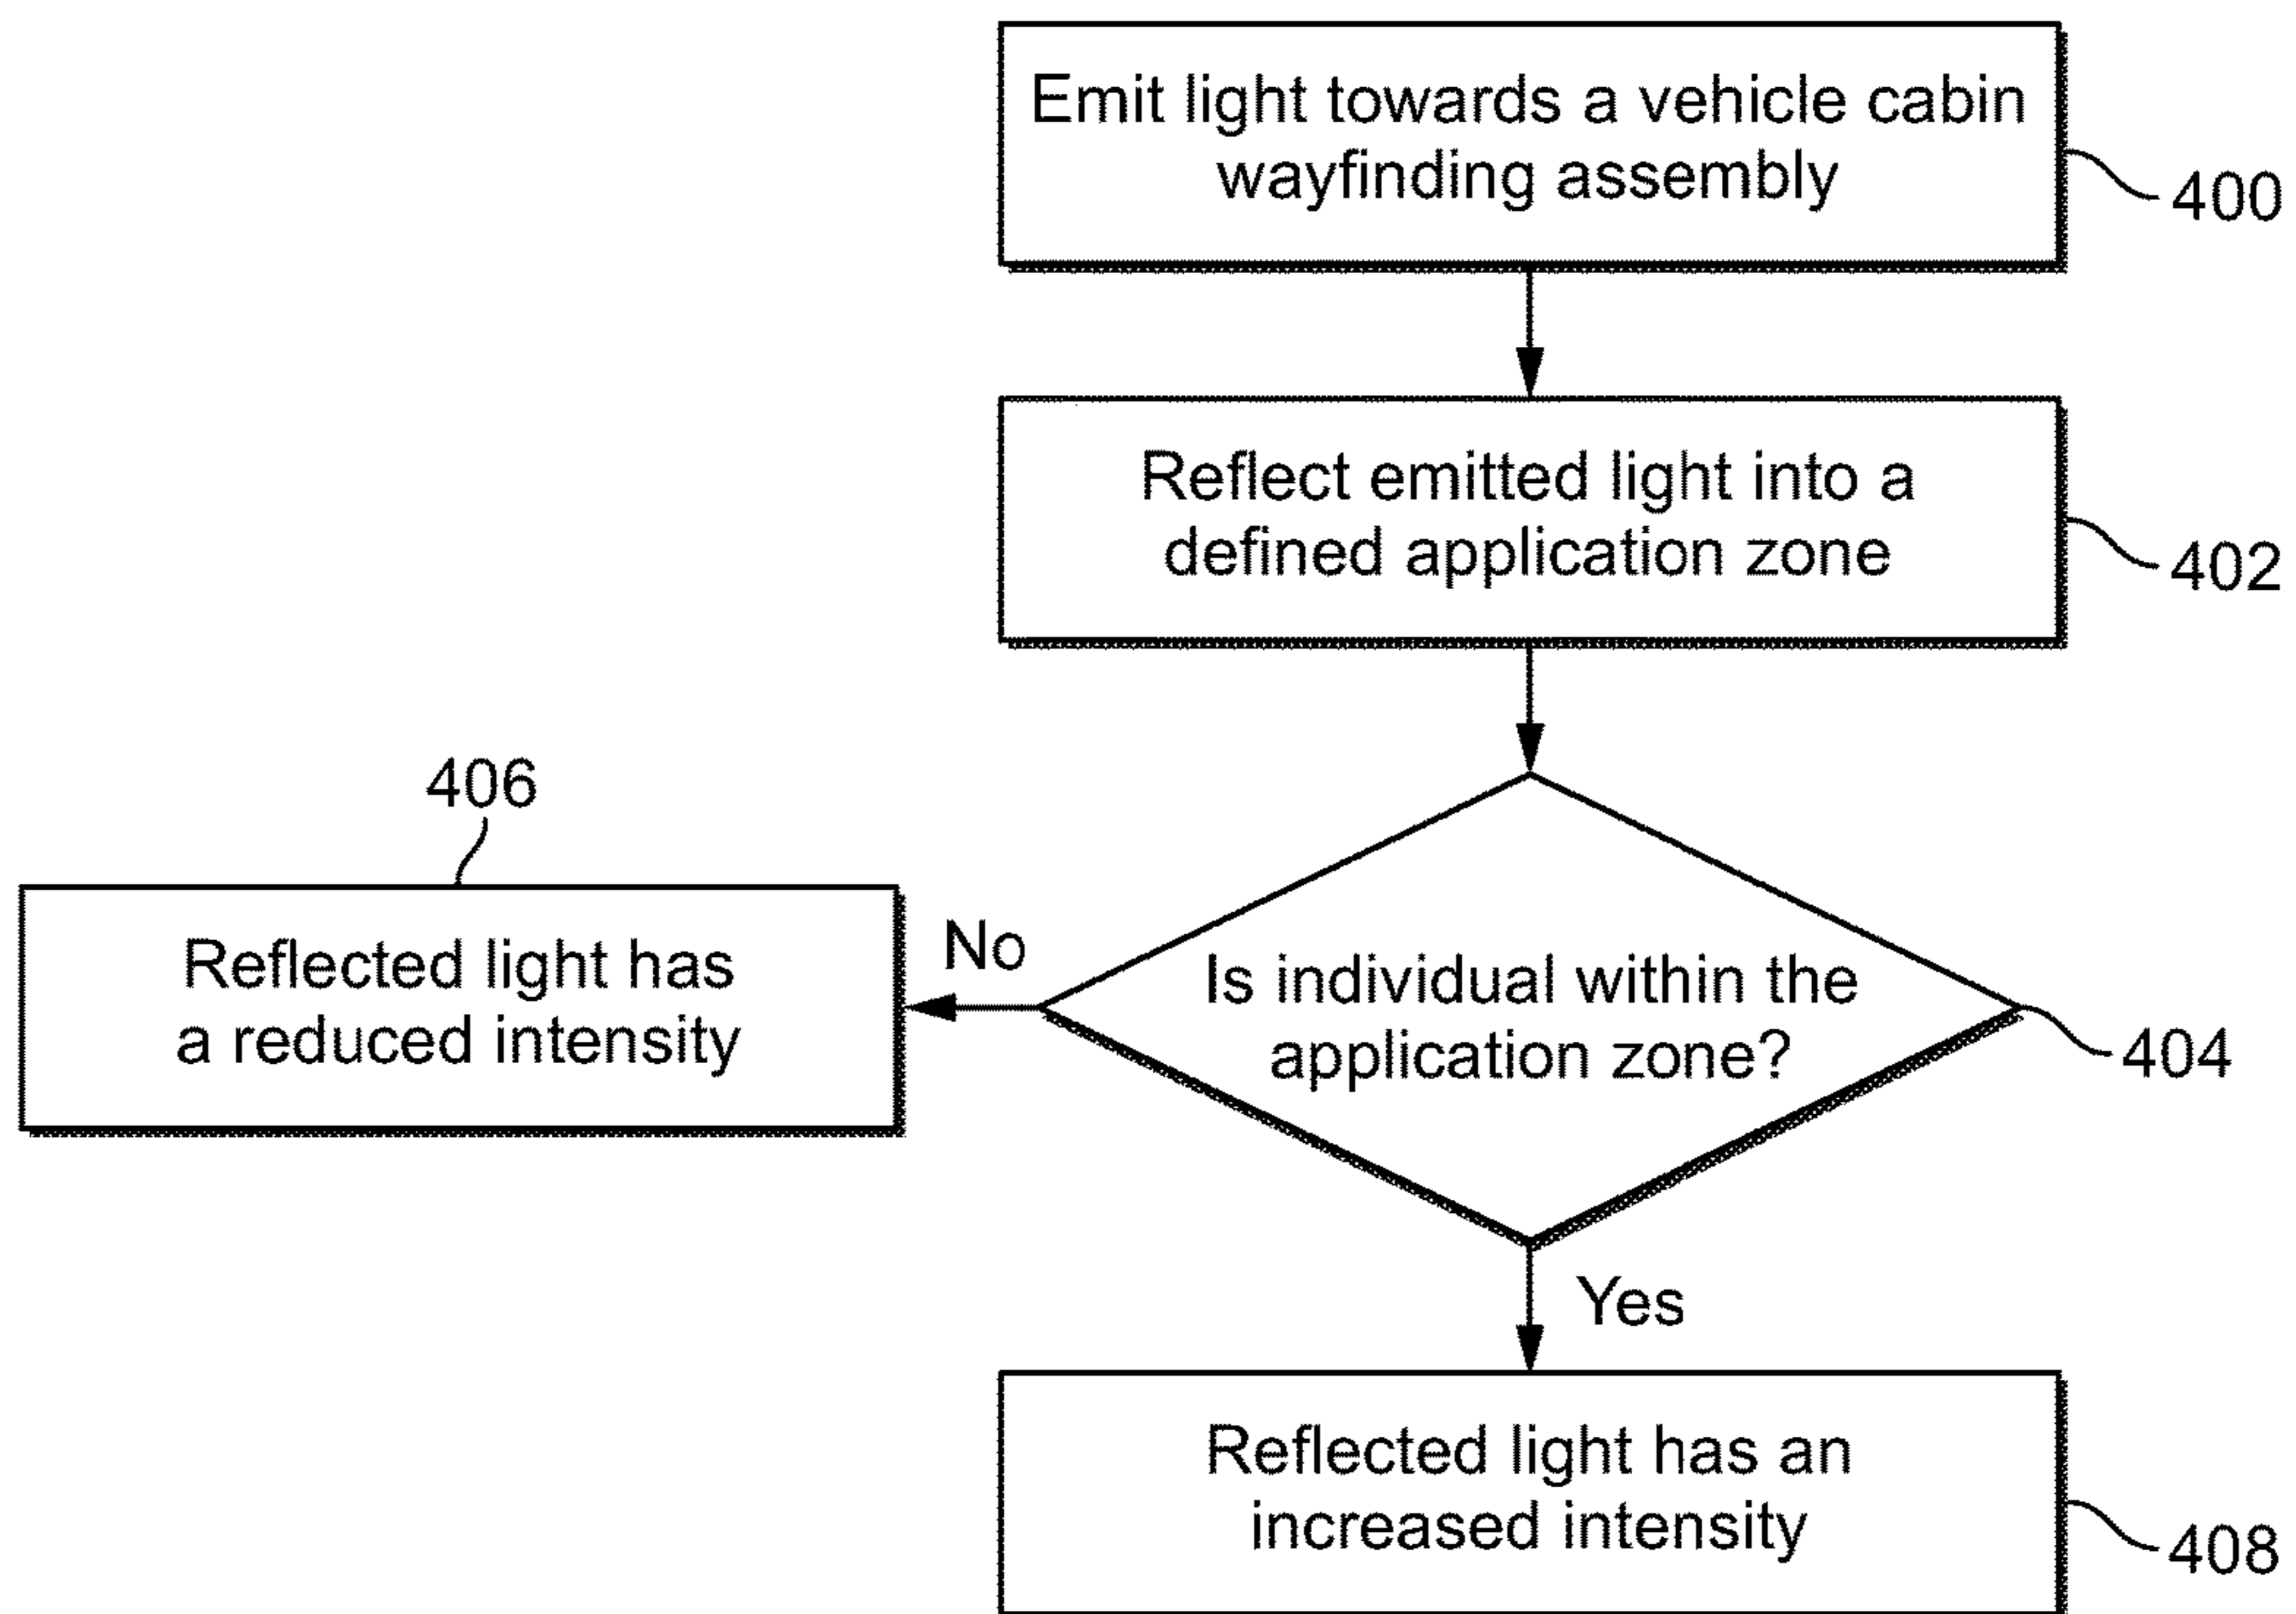 Emit light towards a vehicle cabin
wayfinding assembly
400
Reflect emitted light into a
defined application zone
402
406
Reflected light has
a reduced intensity
No
Is individual within the
application zone?
404
Yes
Reflected light has an
increased intensity
408